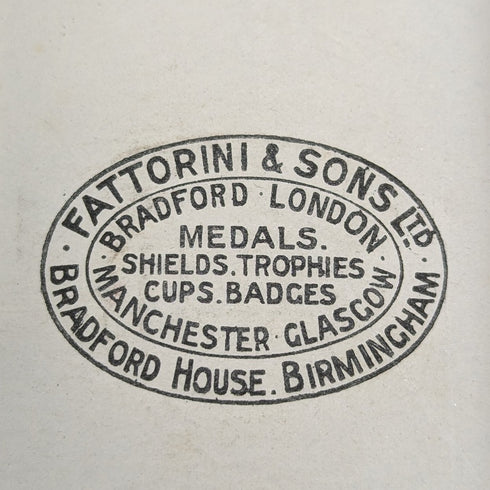 FATTORINI & SONS LTD.
BRADFORD · LONDON
MEDALS.
SHIELDS. TROPHIES
CUPS. BADGES
MANCHESTER · GLASGOW
BRADFORD HOUSE. BIRMINGHAM